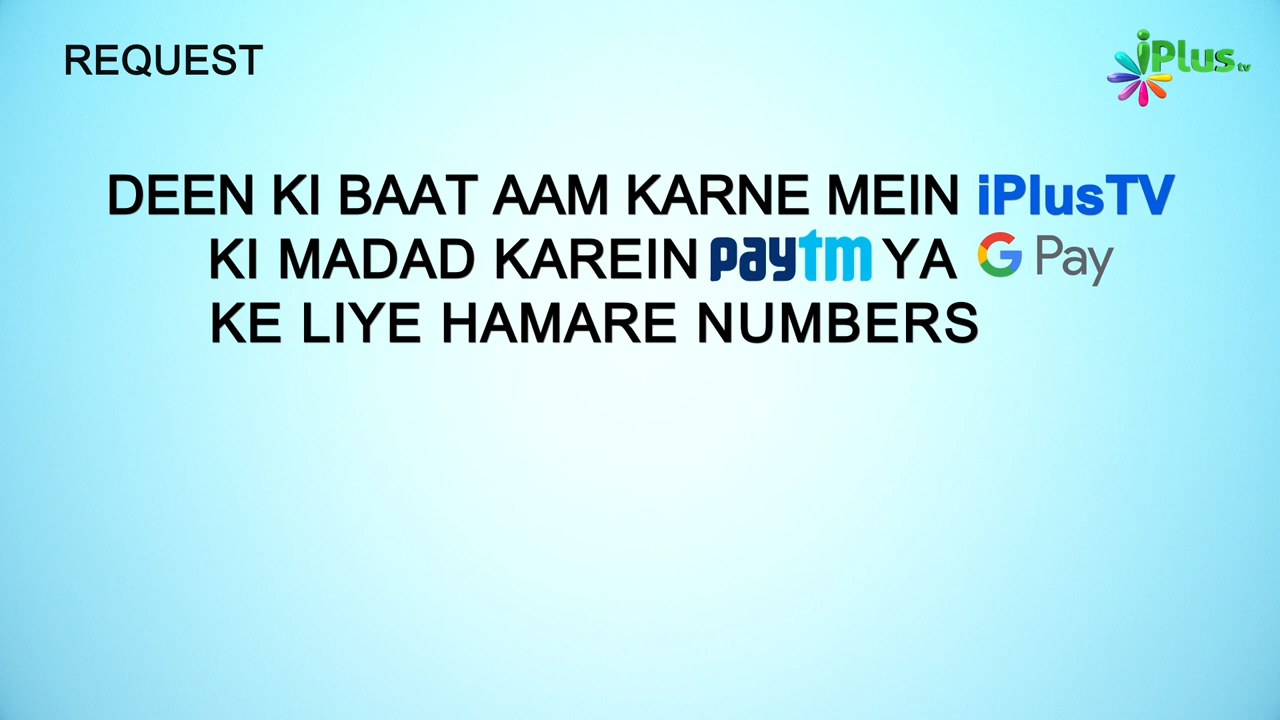 REQUEST
iPlus tv
DEEN KI BAAT AAM KARNE MEIN iPlusTV
KI MADAD KAREIN paytm YA G Pay
KE LIYE HAMARE NUMBERS